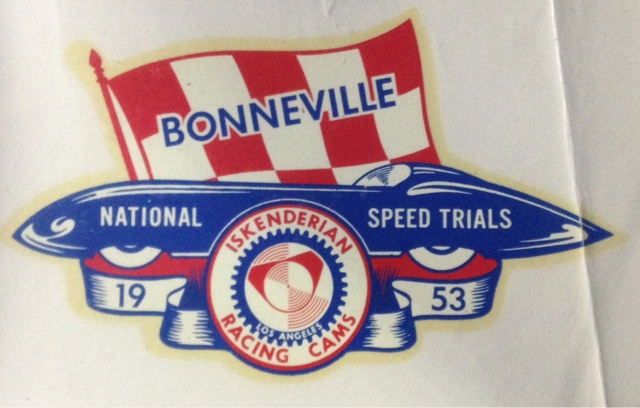 BONNEVILLE
NATIONAL SPEED TRIALS
ISKENDERIAN
LOS ANGELES
RACING CAMS
19 53